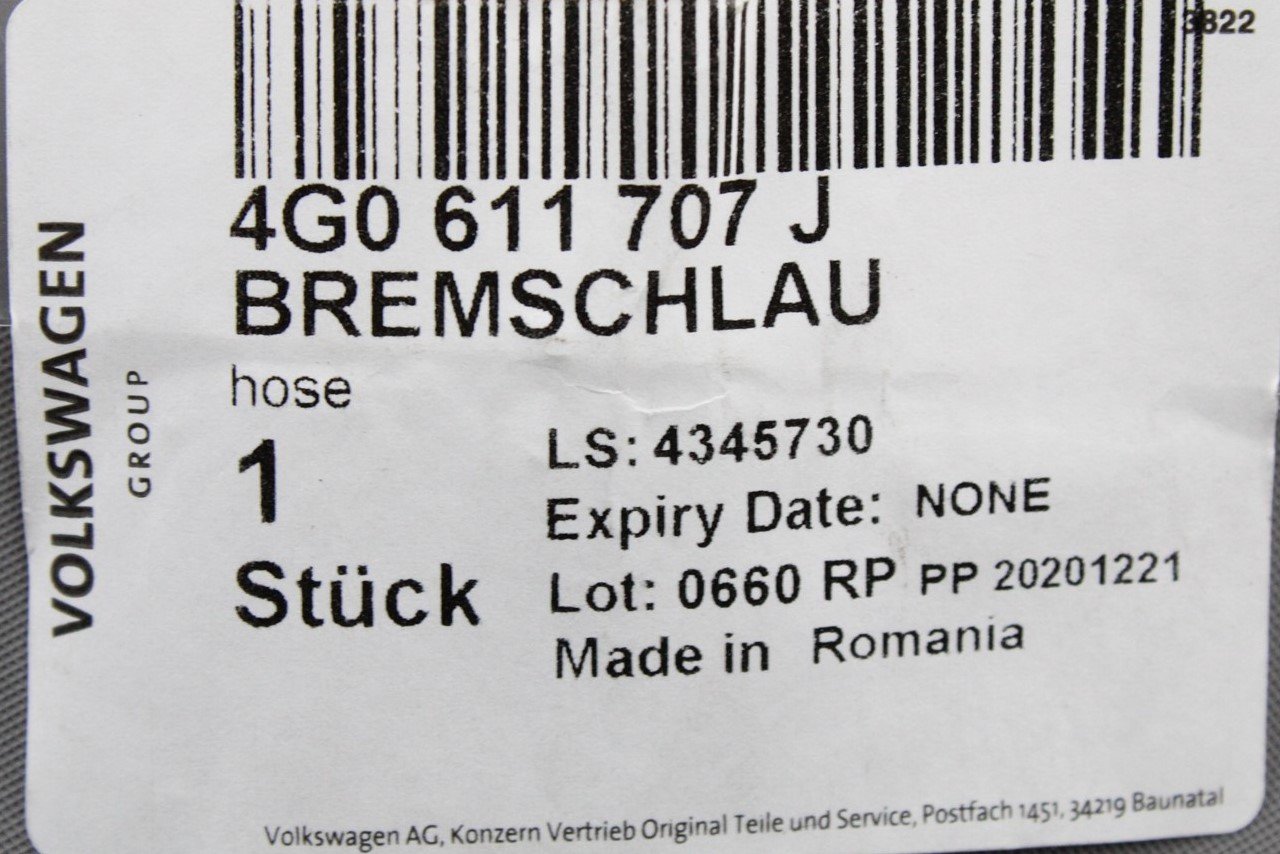 3822
4G0 611 707 J
BREMSCHLAU
hose
1
Stück
LS: 4345730
Expiry Date: NONE
Lot: 0660 RP PP 20201221
Made in Romania
VOLKSWAGEN
GROUP
Volkswagen AG, Konzern Vertrieb Original Teile und Service, Postfach 1451, 34219 Baunatal